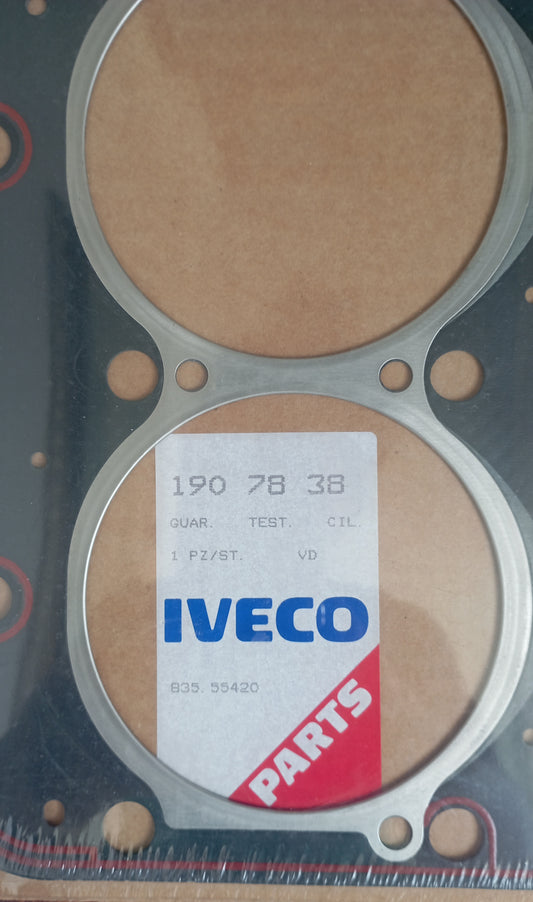 190 78 38
GUAR. TEST. CIL.
1 PZ/ST. VD
IVECO
835.55420
PARTS